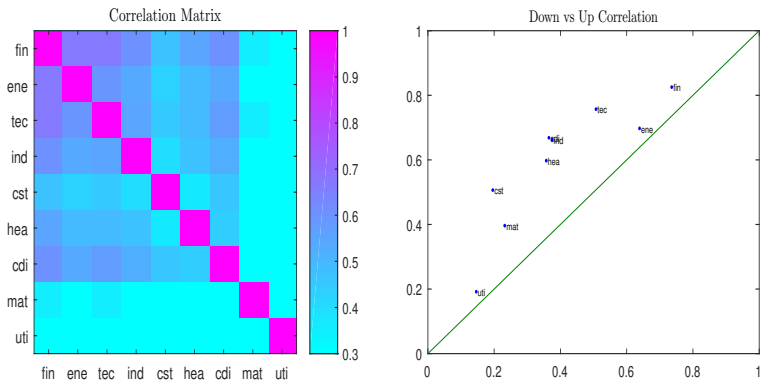 Correlation Matrix
fin
ene
tec
ind
cst
hea
cdi
mat
uti
fin ene tec ind cst hea cdi mat uti
1
0.9
0.8
0.7
0.6
0.5
0.4
0.3
Down vs Up Correlation
1
0.8
0.6
0.4
0.2
0
0 0.2 0.4 0.6 0.8 1
fin
tec
ene
ind
hea
cst
mat
uti